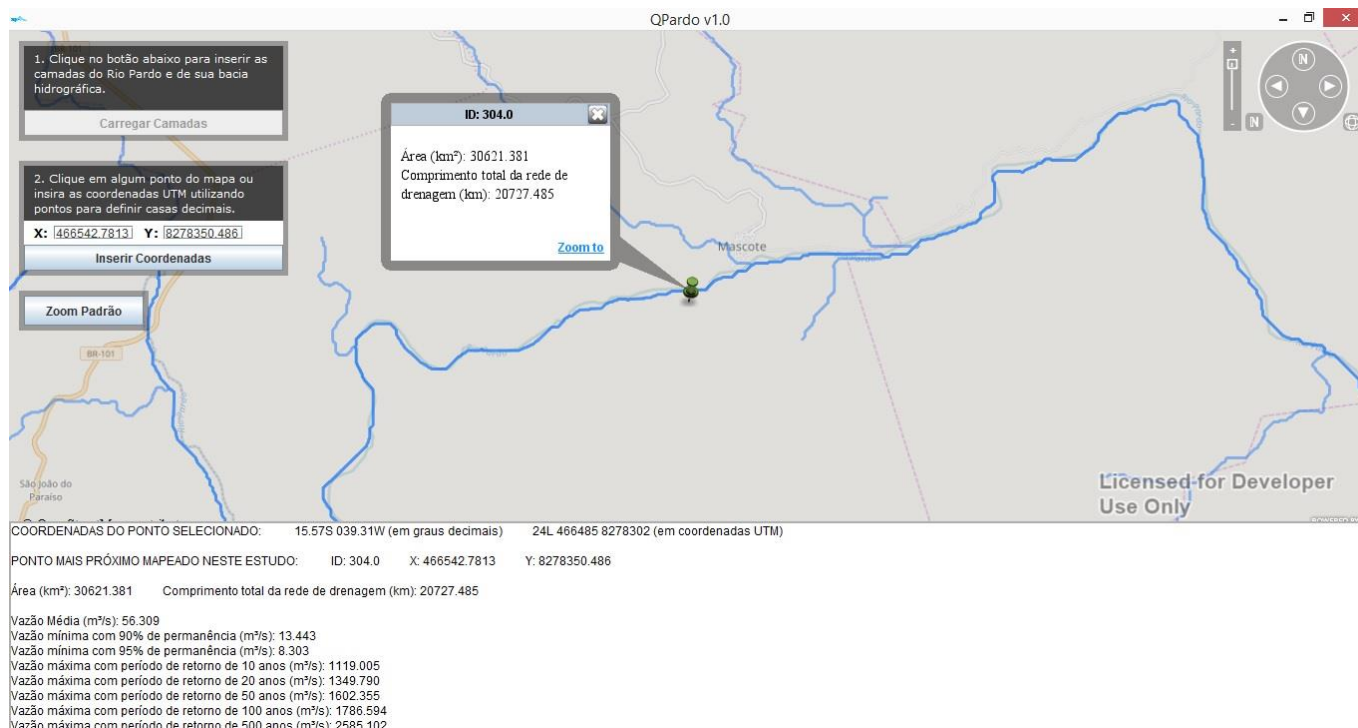 QPardo v1.0
1. Clique no botão abaixo para inserir as
camadas do Rio Pardo e de sua bacia
hidrográfica.
Carregar Camadas
2. Clique em algum ponto do mapa ou
insira as coordenadas UTM utilizando
pontos para definir casas decimais.
X: 466542.7813 Y: 8278350.486
Inserir Coordenadas
Zoom Padrão
ID: 304.0
Área (km²): 30621.381
Comprimento total da rede de
drenagem (km): 20727.485
Zoom to
Mascote
BR-101
São João do
Paraíso
N
N
Licensed for Developer
Use Only
POWERED BY
COORDENADAS DO PONTO SELECIONADO: 15.57S 039.31W (em graus decimais) 24L 466485 8278302 (em coordenadas UTM)
PONTO MAIS PRÓXIMO MAPEADO NESTE ESTUDO: ID: 304.0 X: 466542.7813 Y: 8278350.486
Área (km²): 30621.381 Comprimento total da rede de drenagem (km): 20727.485
Vazão Média (m³/s): 56.309
Vazão mínima com 90% de permanência (m³/s): 13.443
Vazão mínima com 95% de permanência (m³/s): 8.303
Vazão máxima com período de retorno de 10 anos (m³/s): 1119.005
Vazão máxima com período de retorno de 20 anos (m³/s): 1349.790
Vazão máxima com período de retorno de 50 anos (m³/s): 1602.355
Vazão máxima com período de retorno de 100 anos (m³/s): 1786.594
Vazão máxima com período de retorno de 500 anos (m³/s): 2585.102